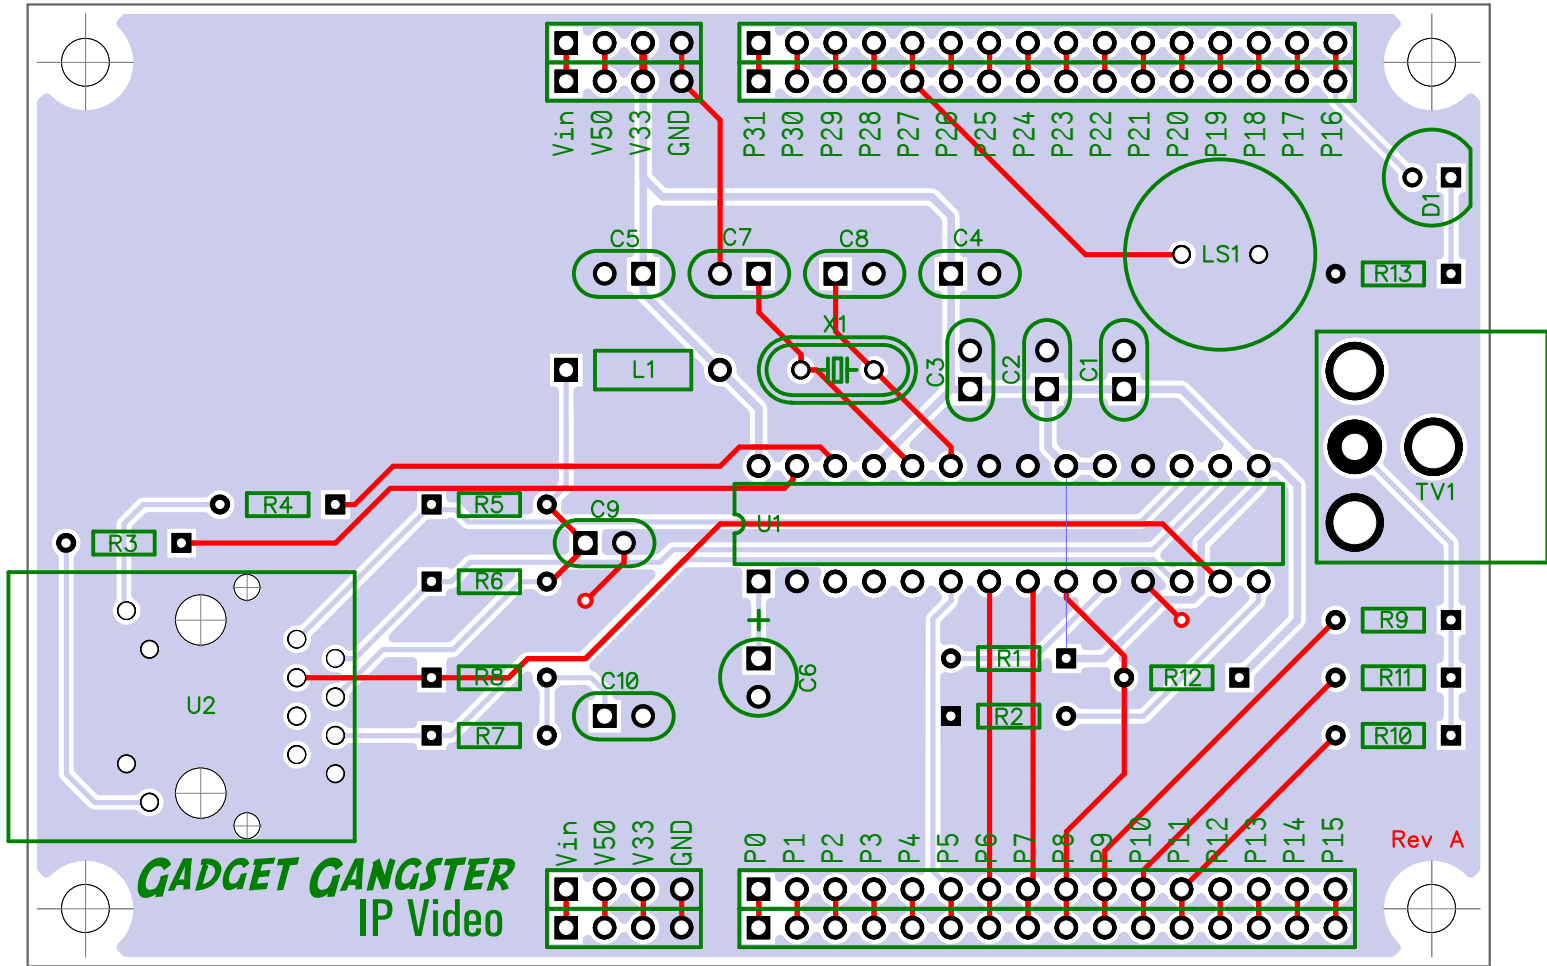 Vin V50 V33 GND P31 P30 P29 P28 P27 P26 P25 P24 P23 P22 P21 P20 P19 P18 P17 P16
D1
C5 C7 C8 C4 LS1
R13
X1
L1 C3 C2 C1
TV1
R4 R5 C9 U1
R3
R6
+
R9
R1
R8 C10 C6 R12 R11
U2 R2
R7 R10
Vin V50 V33 GND P0 P1 P2 P3 P4 P5 P6 P7 P8 P9 P10 P11 P12 P13 P14 P15
Rev A
GADGET GANGSTER
IP Video